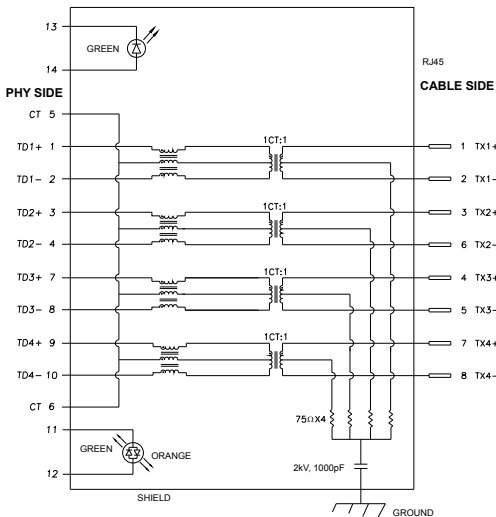 13
GREEN
14
RJ45
PHY SIDE
CABLE SIDE
CT 5
1CT:1
TD1+ 1
1 TX1+
TD1- 2
2 TX1-
1CT:1
TD2+ 3
3 TX2+
TD2- 4
6 TX2-
1CT:1
TD3+ 7
4 TX3+
TD3- 8
5 TX3-
1CT:1
TD4+ 9
7 TX4+
TD4- 10
8 TX4-
CT 6
75ΩX4
11
GREEN
ORANGE
12
2kV, 1000pF
SHIELD
GROUND